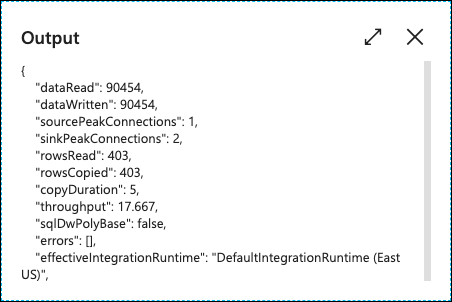 Output
{
"dataRead": 90454,
"dataWritten": 90454,
"sourcePeakConnections": 1,
"sinkPeakConnections": 2,
"rowsRead": 403,
"rowsCopied": 403,
"copyDuration": 5,
"throughput": 17.667,
"sqlDwPolyBase": false,
"errors": [],
"effectiveIntegrationRuntime": "DefaultIntegrationRuntime (East
US)",